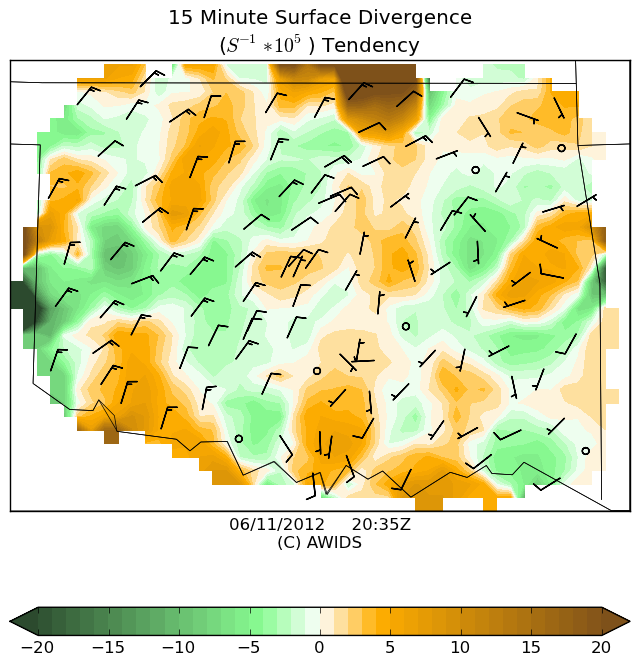 15 Minute Surface Divergence
(S⁻¹ * 10⁵ ) Tendency
06/11/2012 20:35Z
(C) AWIDS
−20 −15 −10 −5 0 5 10 15 20